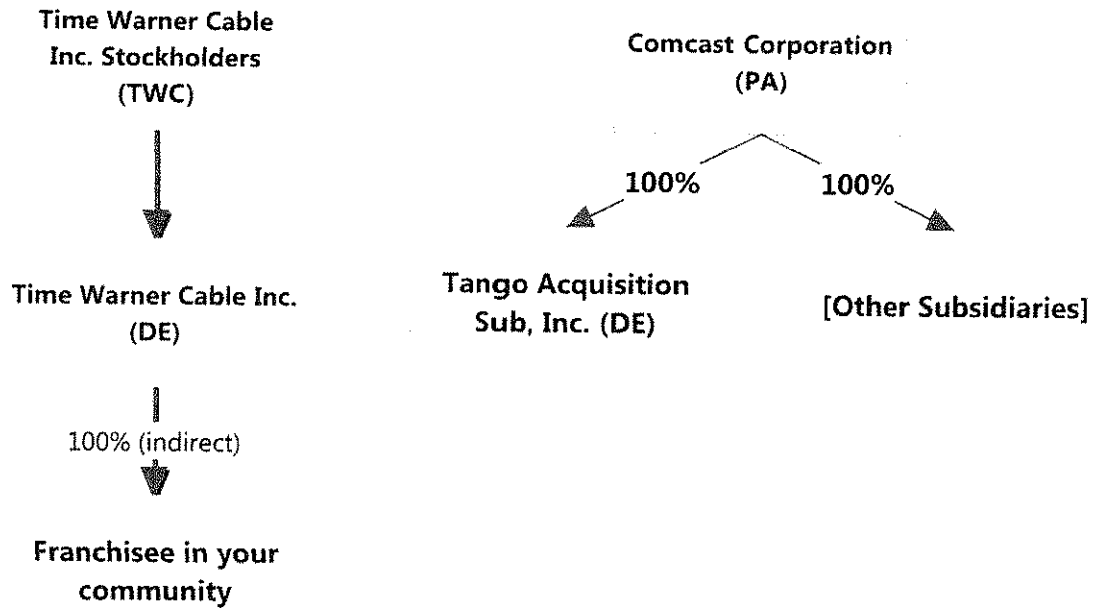 Time Warner Cable
Inc. Stockholders
(TWC)
Time Warner Cable Inc.
(DE)
100% (indirect)
Franchisee in your
community
Comcast Corporation
(PA)
100%
100%
Tango Acquisition
Sub, Inc. (DE)
[Other Subsidiaries]